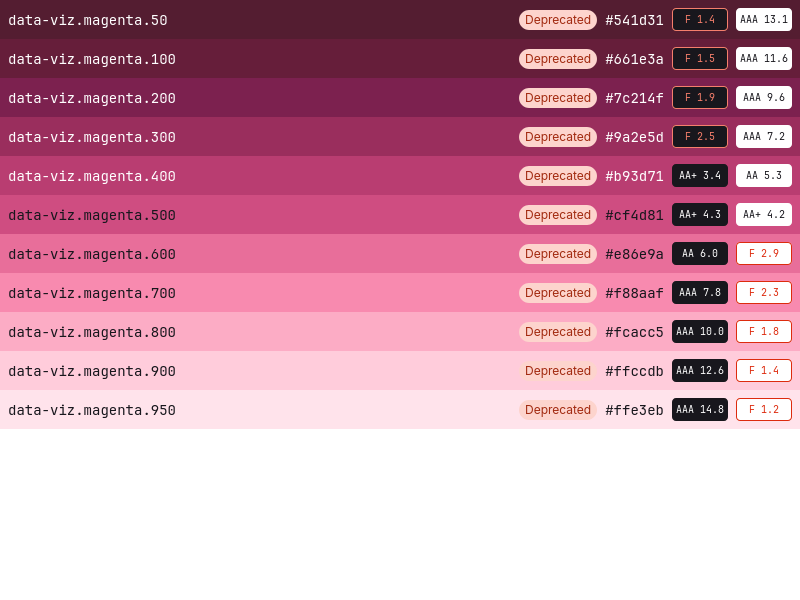 data-viz.magenta.50 Deprecated #541d31 F 1.4 AAA 13.1
data-viz.magenta.100 Deprecated #661e3a F 1.5 AAA 11.6
data-viz.magenta.200 Deprecated #7c214f F 1.9 AAA 9.6
data-viz.magenta.300 Deprecated #9a2e5d F 2.5 AAA 7.2
data-viz.magenta.400 Deprecated #b93d71 AA+ 3.4 AA 5.3
data-viz.magenta.500 Deprecated #cf4d81 AA+ 4.3 AA+ 4.2
data-viz.magenta.600 Deprecated #e86e9a AA 6.0 F 2.9
data-viz.magenta.700 Deprecated #f88aaf AAA 7.8 F 2.3
data-viz.magenta.800 Deprecated #fcacc5 AAA 10.0 F 1.8
data-viz.magenta.900 Deprecated #ffccdb AAA 12.6 F 1.4
data-viz.magenta.950 Deprecated #ffe3eb AAA 14.8 F 1.2